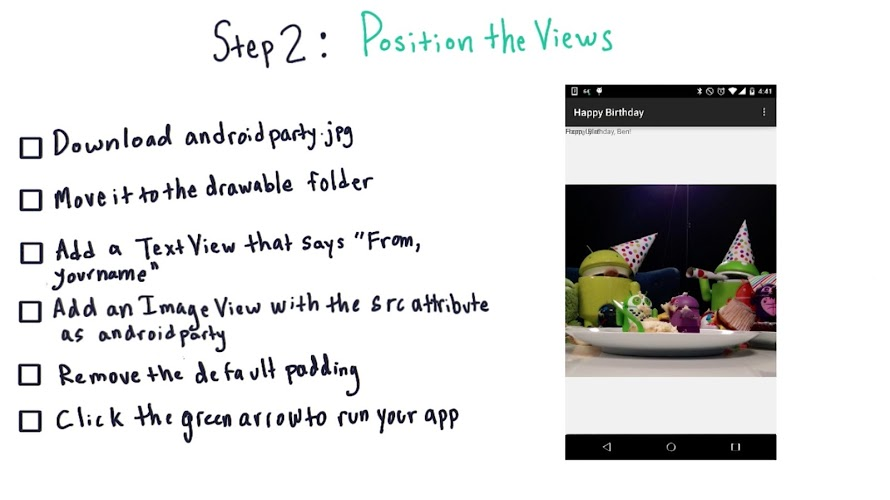 Step 2: Position the Views
4:41
Happy Birthday
Birthday, Ben!
Download androidparty.jpg
Move it to the drawable folder
Add a TextView that says "From,
yourname"
Add an Image View with the src attribute
as androidparty
Remove the default padding
Click the green arrow to run your app